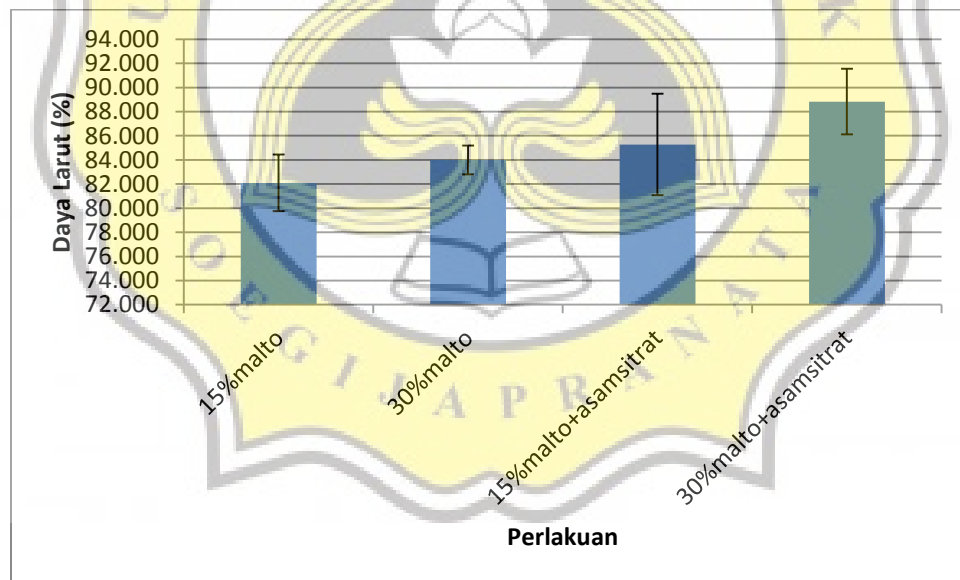 94.000
92.000
90.000
88.000
86.000
84.000
82.000
80.000
78.000
76.000
74.000
72.000
Daya Larut (%)
15%malto
30%malto
15%malto+asamsitrat
30%malto+asamsitrat
Perlakuan
SOEGIJAPRANATA
U
K